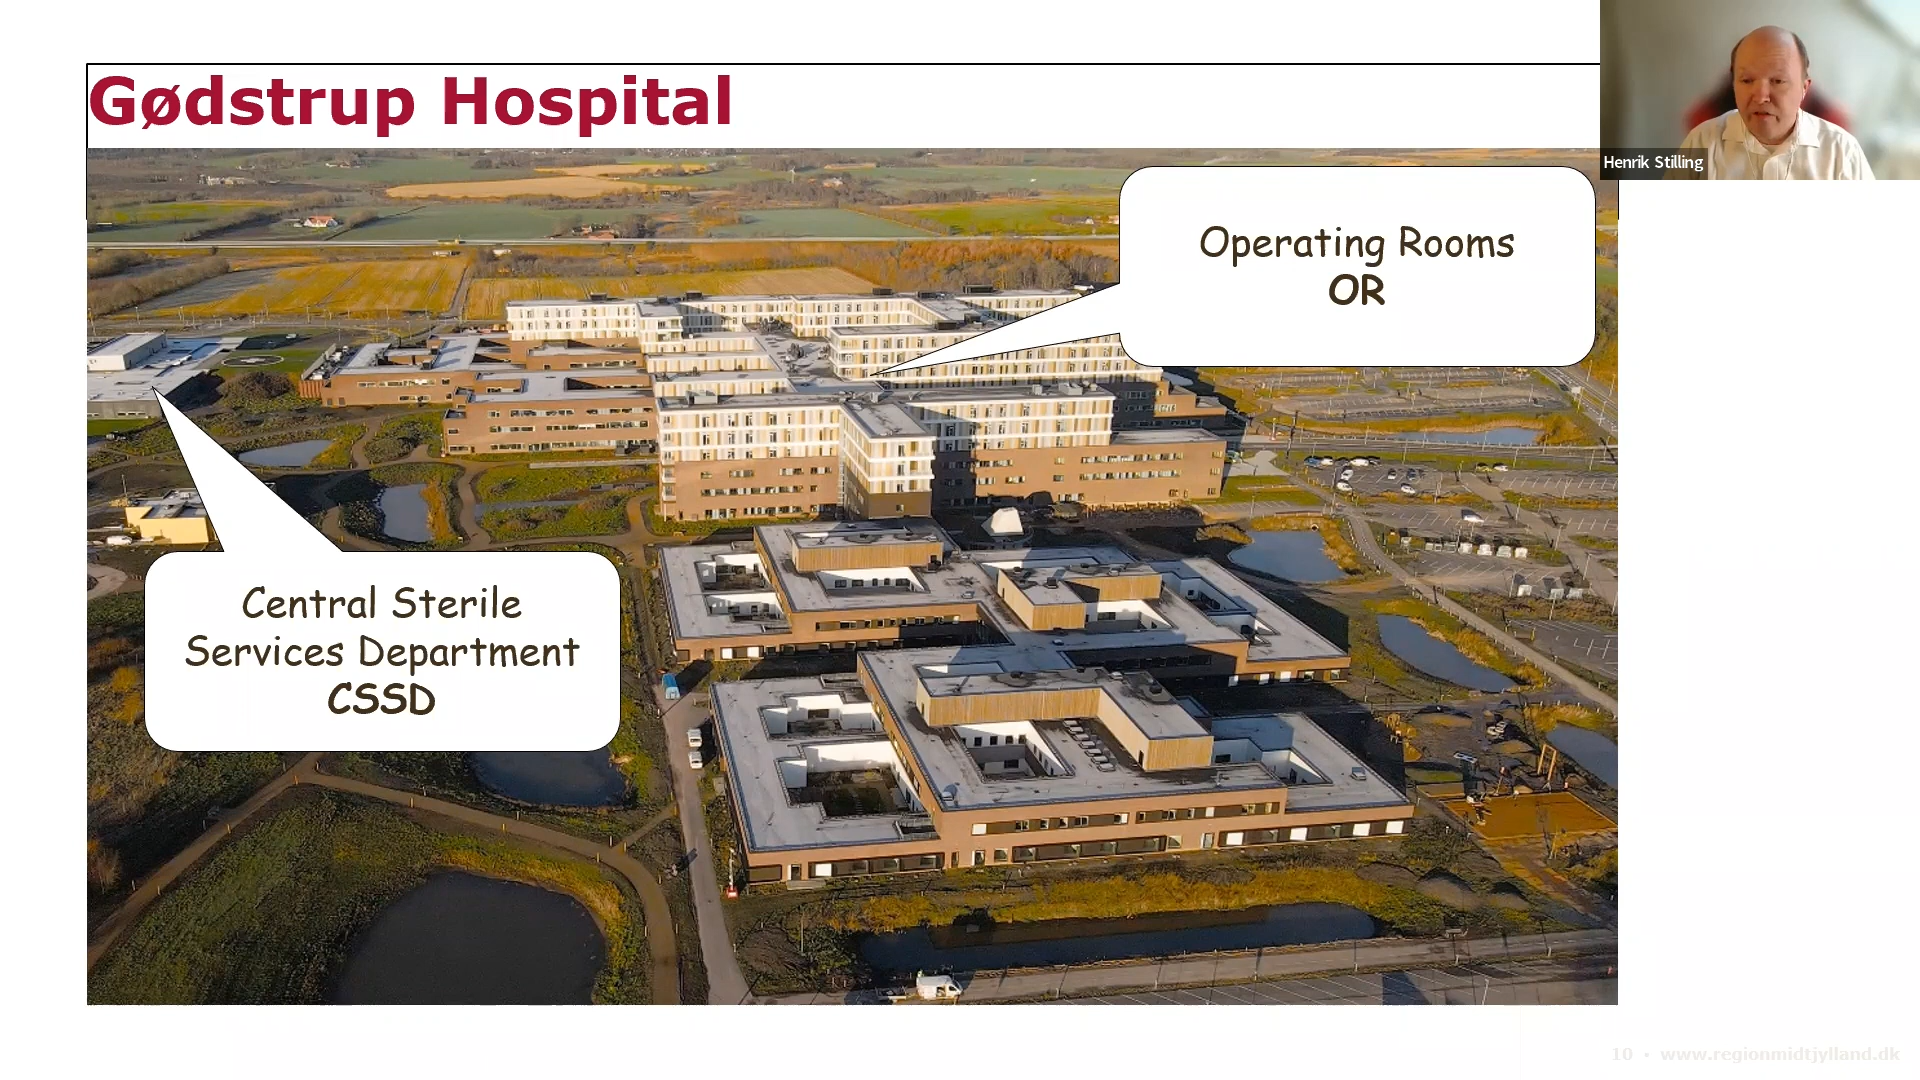 Gødstrup Hospital
Henrik Stilling
Operating Rooms
OR
Central Sterile
Services Department
CSSD
10 • www.regionmidtjylland.dk